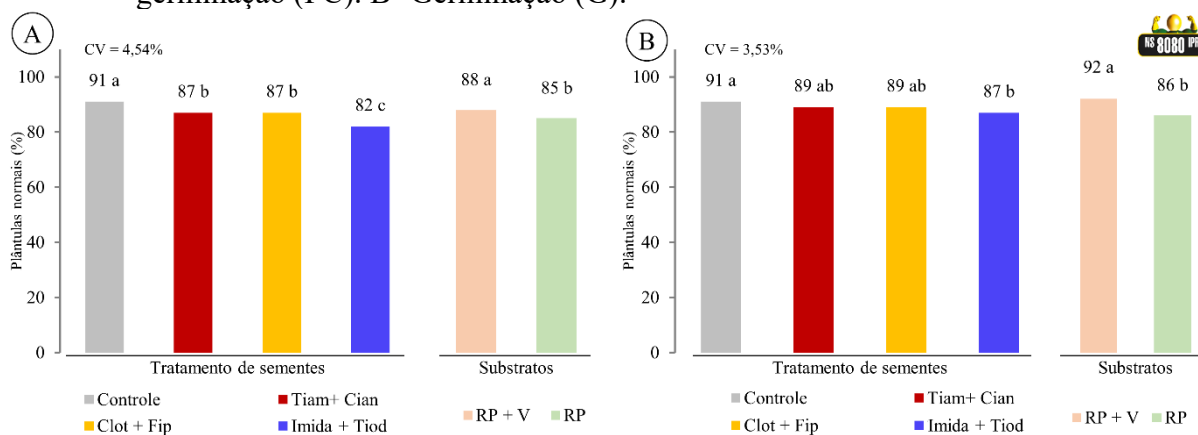 germinação (PC). B- Germinação (G).
A
CV = 4,54%
Plântulas normais (%)
100
80
60
40
20
0
91 a
87 b
87 b
82 c
88 a
85 b
Tratamento de sementes
Substratos
Controle
Tiam+ Cian
Clot + Fip
Imida + Tiod
RP + V
RP
B
CV = 3,53%
NS 8080 IPRO
Plântulas normais (%)
100
80
60
40
20
0
91 a
89 ab
89 ab
87 b
92 a
86 b
Tratamento de sementes
Substratos
Controle
Tiam+ Cian
Clot + Fip
Imida + Tiod
RP + V
RP